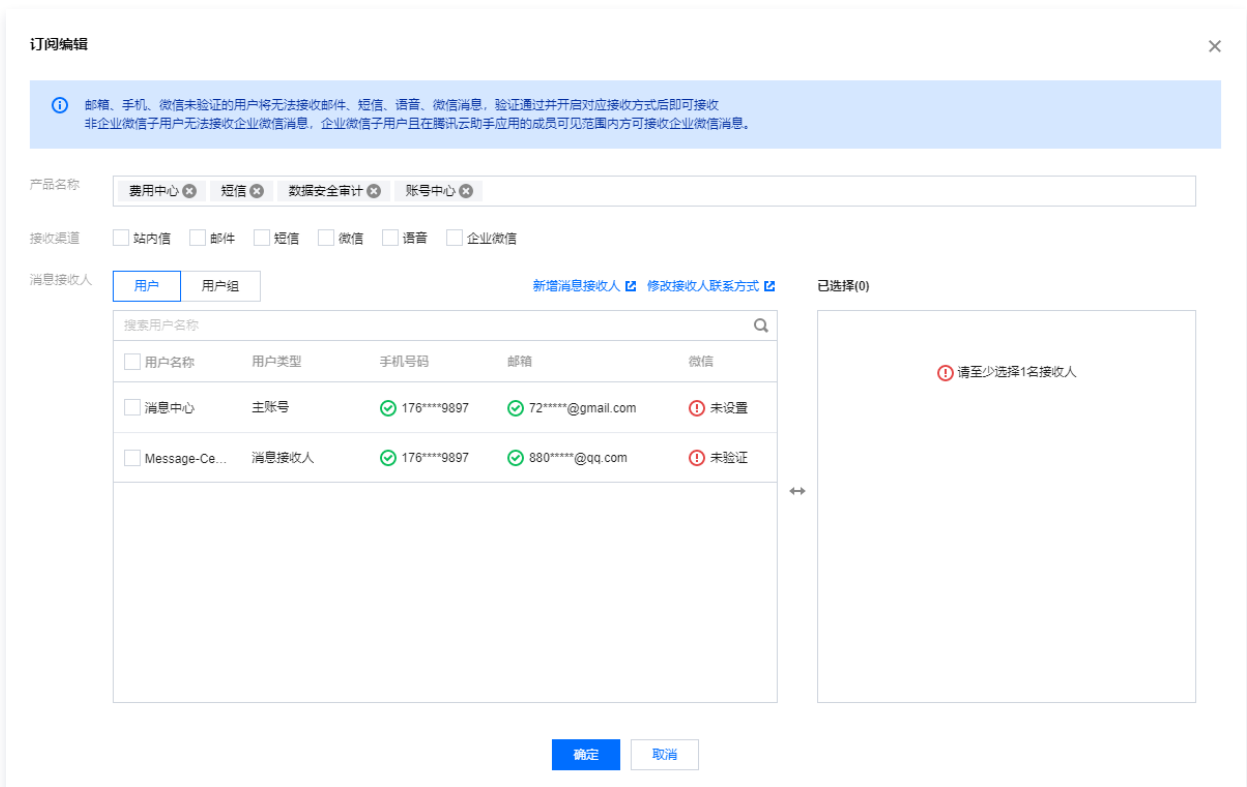 订阅编辑
邮箱、手机、微信未验证的用户将无法接收邮件、短信、语音、微信消息，验证通过并开启对应接收方式后即可接收
非企业微信子用户无法接收企业微信消息，企业微信子用户且在腾讯云助手应用的成员可见范围内方可接收企业微信消息。
产品名称 费用中心 短信 数据安全审计 账号中心
接收渠道 站内信 邮件 短信 微信 语音 企业微信
消息接收人 用户 用户组 新增消息接收人 修改接收人联系方式 已选择(0)
搜索用户名称
用户名称 用户类型 手机号码 邮箱 微信
请至少选择1名接收人
消息中心 主账号 176****9897 72*****@gmail.com 未设置
Message-Ce... 消息接收人 176****9897 880*****@qq.com 未验证
确定 取消